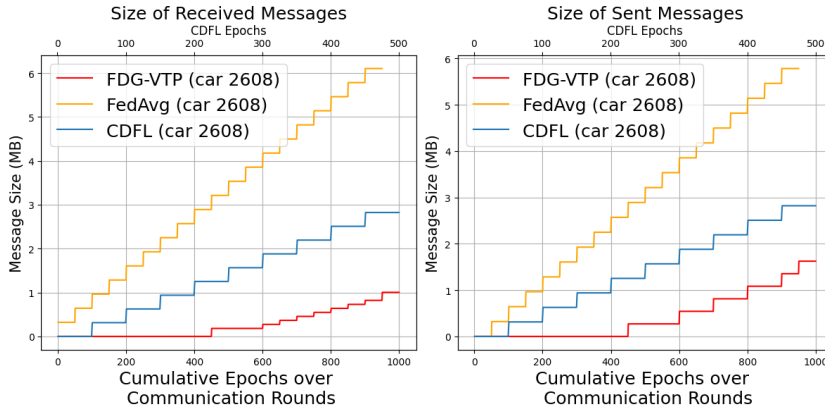 Size of Received Messages
CDFL Epochs
0 100 200 300 400 500
FDG-VTP (car 2608)
FedAvg (car 2608)
CDFL (car 2608)
Message Size (MB)
6
5
4
3
2
1
0
0 200 400 600 800 1000
Cumulative Epochs over
Communication Rounds
Size of Sent Messages
CDFL Epochs
0 100 200 300 400 500
FDG-VTP (car 2608)
FedAvg (car 2608)
CDFL (car 2608)
Message Size (MB)
6
5
4
3
2
1
0
0 200 400 600 800 1000
Cumulative Epochs over
Communication Rounds